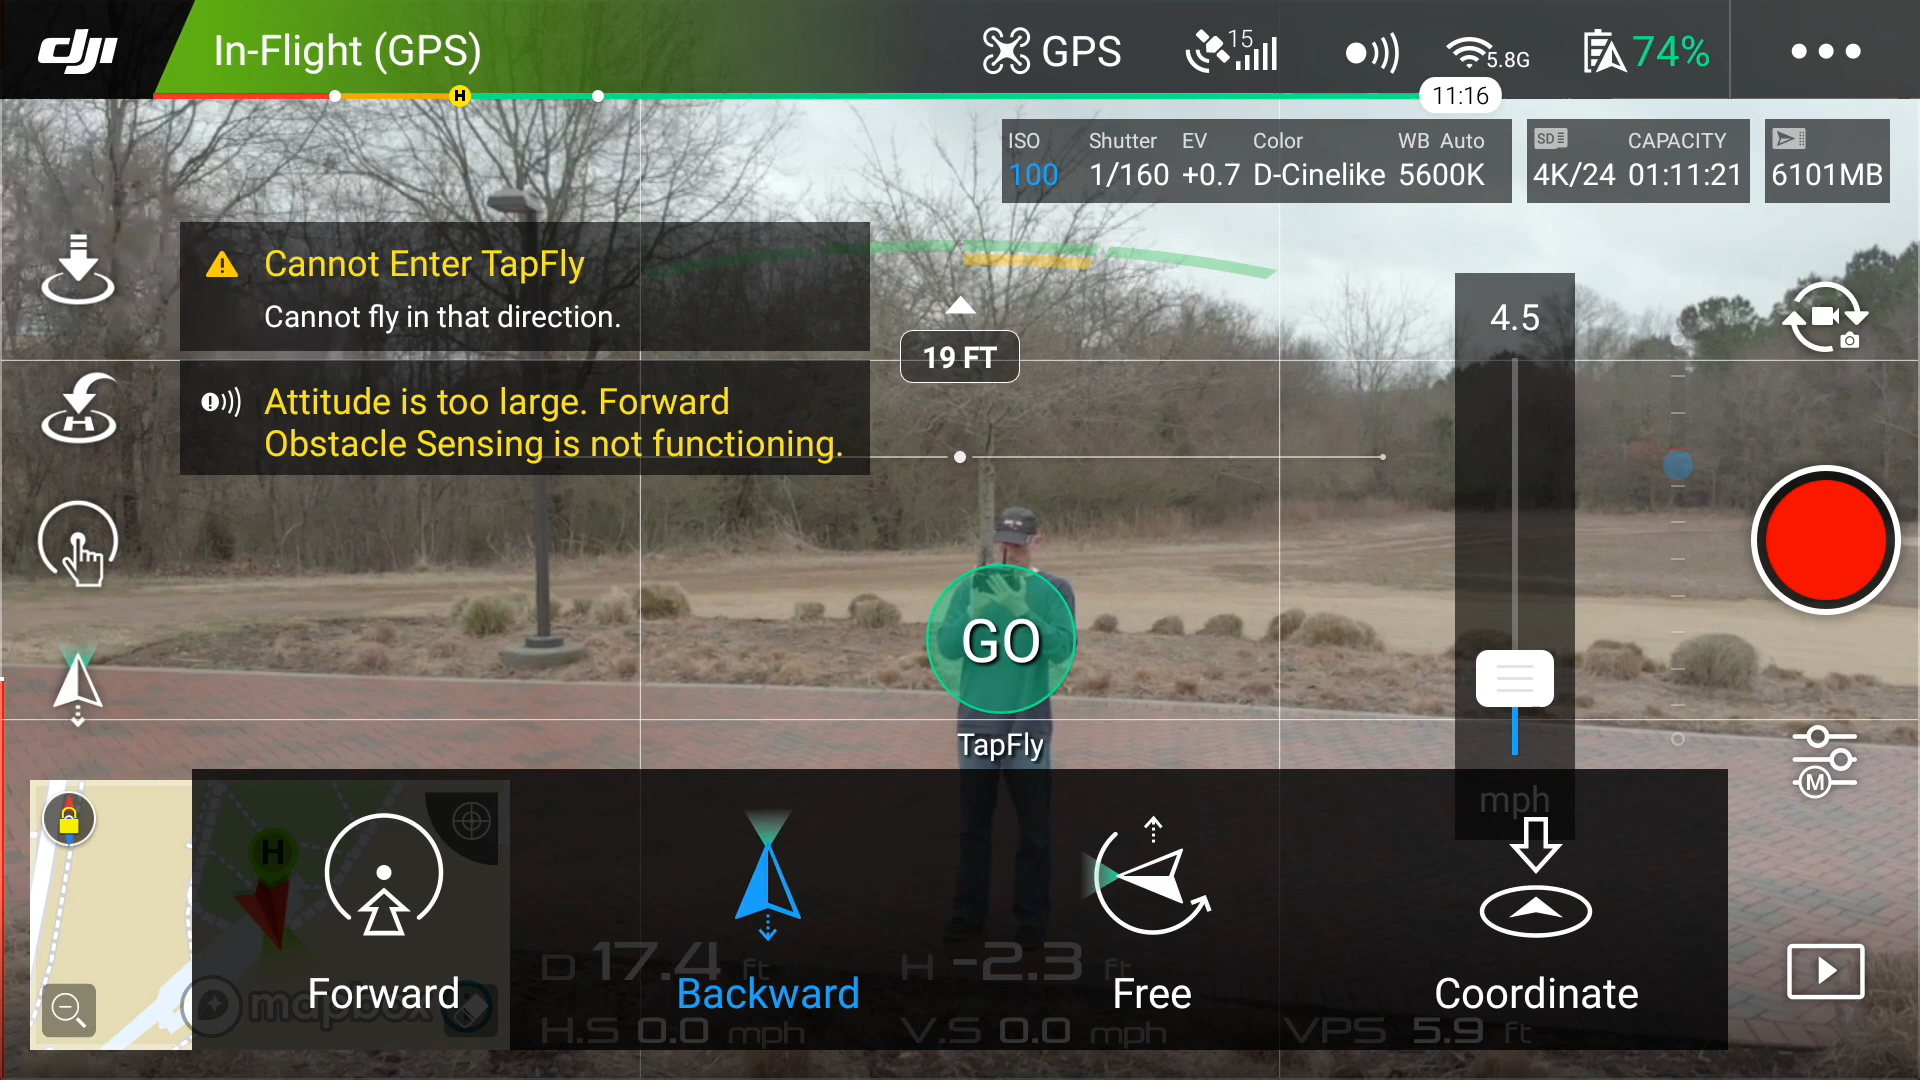 dji
In-Flight (GPS)
GPS
15
5.8G
74%
H
11:16
ISO Shutter EV Color WB Auto
100 1/160 +0.7 D-Cinelike 5600K
SD CAPACITY
4K/24 01:11:21
6101MB
Cannot Enter TapFly
Cannot fly in that direction.
4.5
19 FT
Attitude is too large. Forward
Obstacle Sensing is not functioning.
GO
TapFly
M
mph
H
D 17.4 ft H -2.3 ft
Forward Backward Free Coordinate
mapbox
H.S 0.0 mph V.S 0.0 mph VPS 5.9 ft